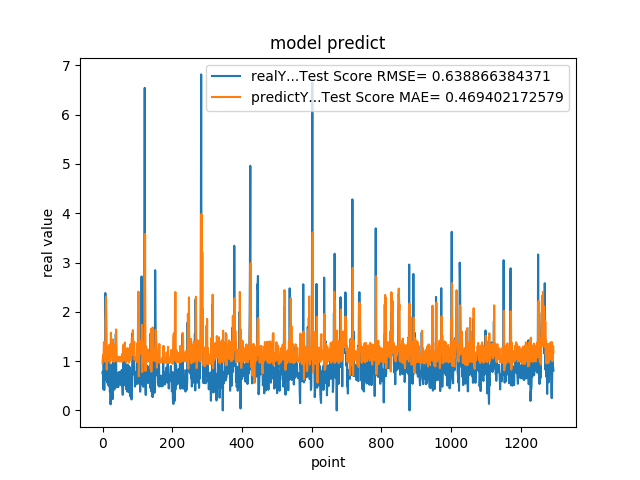 model predict
realY...Test Score RMSE= 0.638866384371
predictY...Test Score MAE= 0.469402172579
7
6
5
4
3
2
1
0
real value
0 200 400 600 800 1000 1200
point